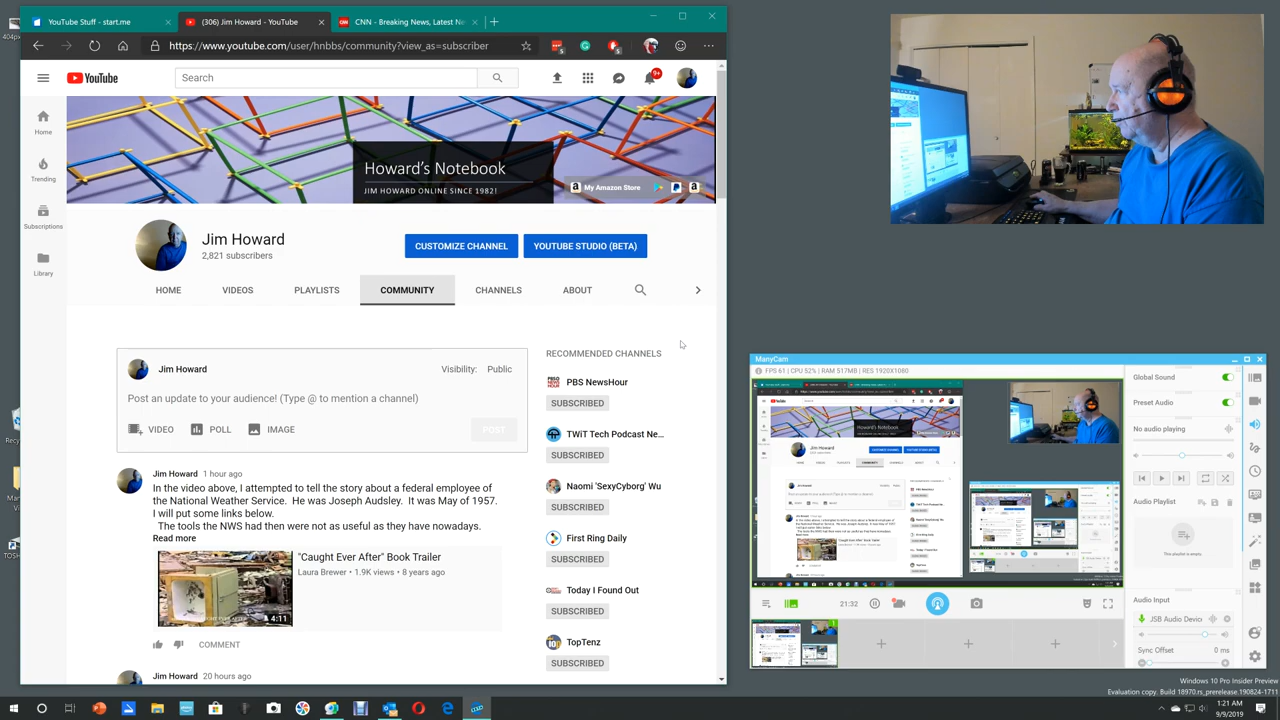 YouTube Stuff - start.me
(306) Jim Howard - YouTube
CNN - Breaking News, Latest Ne
https://www.youtube.com/user/hnbbs/community?view_as=subscriber
YouTube
Search
9+
Home
Trending
Subscriptions
Library
Howard's Notebook
JIM HOWARD ONLINE SINCE 1982!
My Amazon Store
Jim Howard
2,821 subscribers
CUSTOMIZE CHANNEL
YOUTUBE STUDIO (BETA)
HOME
VIDEOS
PLAYLISTS
COMMUNITY
CHANNELS
ABOUT
Jim Howard
Visibility: Public
Post an update to your audience! (Type @ to mention a channel)
VIDEO
POLL
IMAGE
POST
Jim Howard 1 hour ago
In the video above, I attempted to tell the story about a federal employee of
the National Weather Service. He was Joseph Audsley. It was May of 1957.
I will put some links below.
The tools the NWS had then were not as useful as they have nowadays.
Read more
"Caught Ever After" Book Trailer
Laura Brewer • 1.9K views • 8 years ago
4:11
COMMENT
Jim Howard 20 hours ago
RECOMMENDED CHANNELS
PBS NewsHour
SUBSCRIBED
TWiT Tech Podcast Ne...
SUBSCRIBED
Naomi 'SexyCyborg' Wu
SUBSCRIBED
First Ring Daily
SUBSCRIBED
Today I Found Out
SUBSCRIBED
TopTenz
SUBSCRIBED
ManyCam
FPS 61 | CPU 52% | RAM 517MB | RES 1920X1080
Global Sound
Preset Audio
No audio playing
Audio Playlist
This playlist is empty
21:32
1
Audio Input
JSB Audio Device
Sync Offset 0 ms
Windows 10 Pro Insider Preview
Evaluation copy. Build 18970.rs_prerelease.190824-1711
1:21 AM
9/9/2019